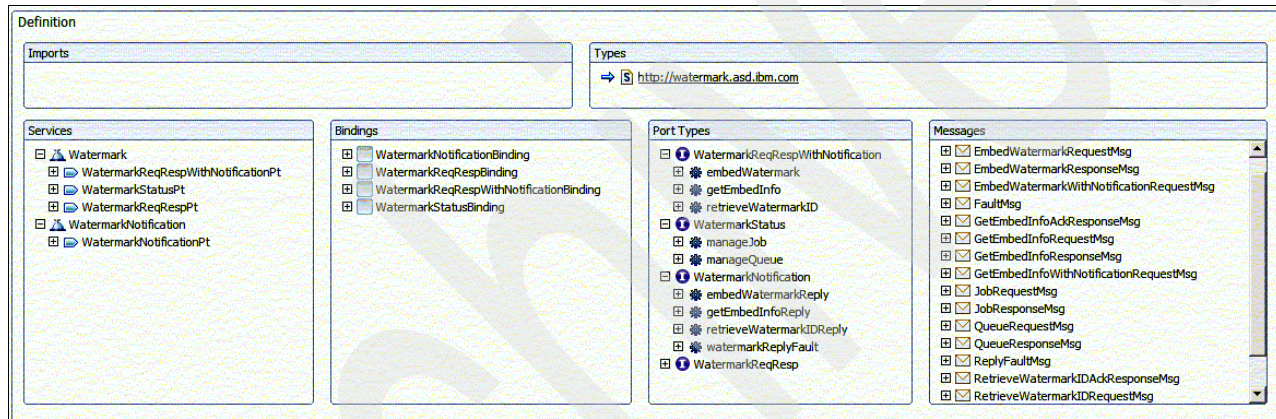 Definition
Imports
Types
http://watermark.asd.ibm.com
Services
Watermark
WatermarkReqRespWithNotificationPt
WatermarkStatusPt
WatermarkReqRespPt
WatermarkNotification
WatermarkNotificationPt
Bindings
WatermarkNotificationBinding
WatermarkReqRespBinding
WatermarkReqRespWithNotificationBinding
WatermarkStatusBinding
Port Types
WatermarkReqRespWithNotification
embedWatermark
getEmbedInfo
retrieveWatermarkID
WatermarkStatus
manageJob
manageQueue
WatermarkNotification
embedWatermarkReply
getEmbedInfoReply
retrieveWatermarkIDReply
watermarkReplyFault
WatermarkReqResp
Messages
EmbedWatermarkRequestMsg
EmbedWatermarkResponseMsg
EmbedWatermarkWithNotificationRequestMsg
FaultMsg
GetEmbedInfoAckResponseMsg
GetEmbedInfoRequestMsg
GetEmbedInfoResponseMsg
GetEmbedInfoWithNotificationRequestMsg
JobRequestMsg
JobResponseMsg
QueueRequestMsg
QueueResponseMsg
ReplyFaultMsg
RetrieveWatermarkIDAckResponseMsg
RetrieveWatermarkIDRequestMsg